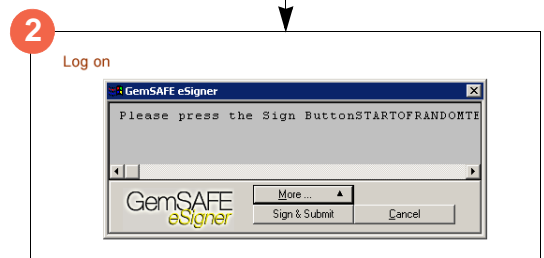 2
Log on
GemSAFE eSigner
Please press the Sign ButtonSTARTOFRANDOMTE
GemSAFE
eSigner
More ...
Sign & Submit
Cancel